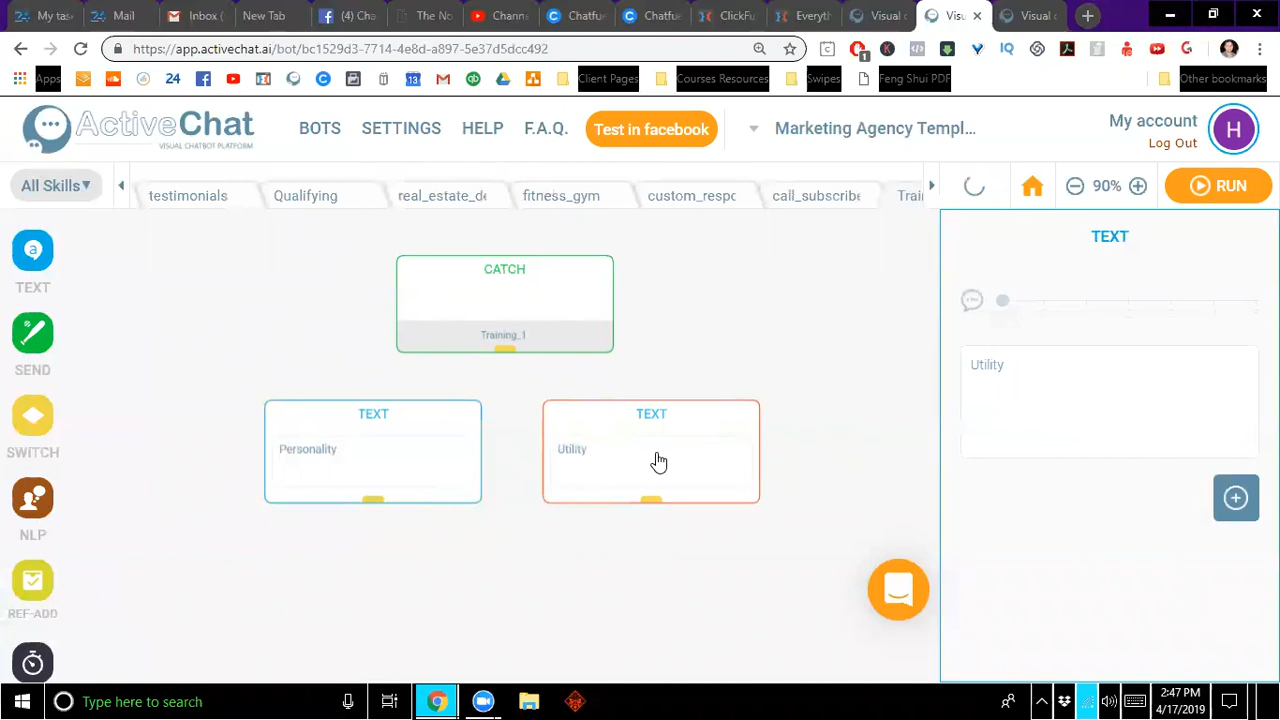 My tas
Mail
Inbox (
New Tab
(4) Cha
The No
Chann
Chatfue
Chatfue
ClickFu
Everyth
Visual c
Visu
Visual c
https://app.activechat.ai/bot/bc1529d3-7714-4e8d-a897-5e37d5dcc492
Apps
24
13
Client Pages
Courses Resources
Swipes
Feng Shui PDF
Other bookmarks
ActiveChat
VISUAL CHATBOT PLATFORM
BOTS
SETTINGS
HELP
F.A.Q.
Test in facebook
Marketing Agency Templ...
My account
Log Out
H
All Skills
testimonials
Qualifying
real_estate_de
fitness_gym
custom_respo
call_subscribe
Train
90%
RUN
TEXT
SEND
SWITCH
NLP
REF-ADD
CATCH
Training_1
TEXT
Personality
TEXT
Utility
TEXT
Utility
Type here to search
2:47 PM
4/17/2019